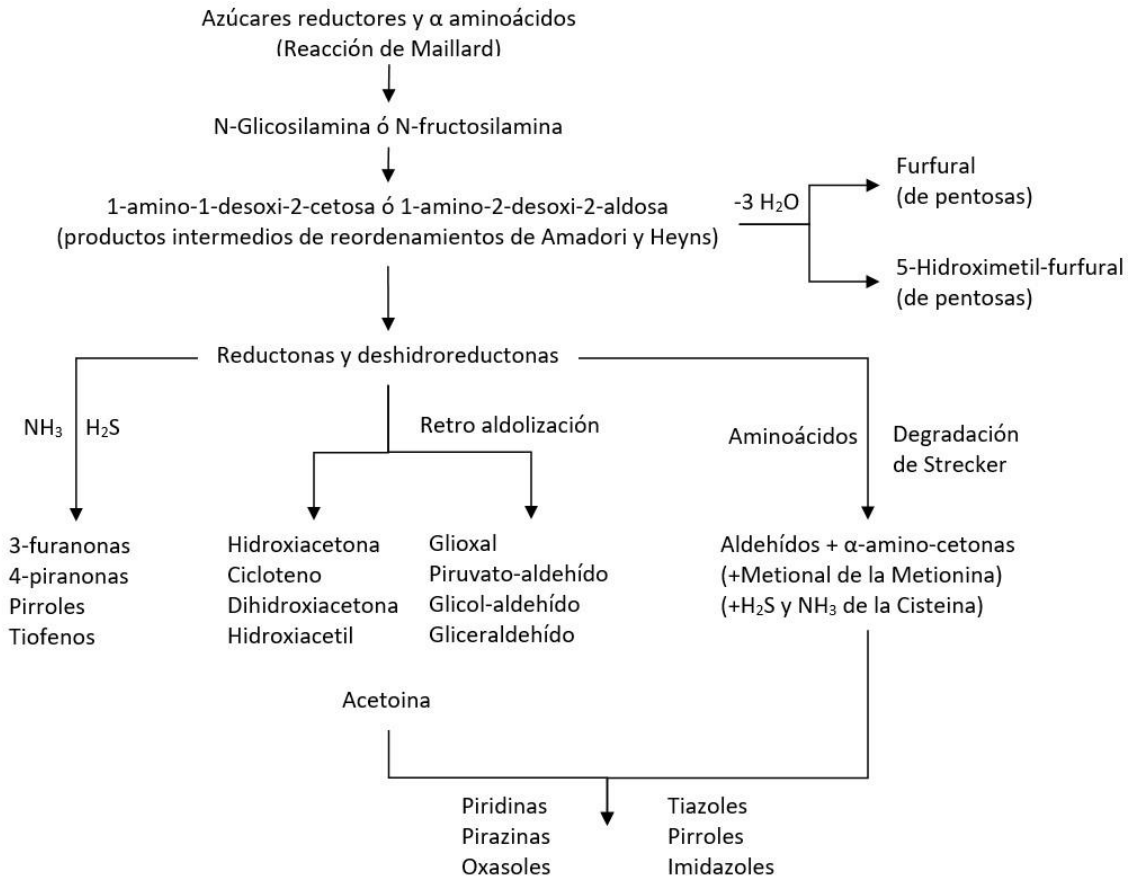 Azúcares reductores y α aminoácidos
(Reacción de Maillard)
N-Glicosilamina ó N-fructosilamina
1-amino-1-desoxi-2-cetosa ó 1-amino-2-desoxi-2-aldosa
(productos intermedios de reordenamientos de Amadori y Heyns)
-3 H₂O
Furfural
(de pentosas)
5-Hidroximetil-furfural
(de pentosas)
Reductonas y deshidroreductonas
NH₃
H₂S
Retro aldolización
Aminoácidos
Degradación
de Strecker
3-furanonas
4-piranonas
Pirroles
Tiofenos
Hidroxiacetona
Cicloteno
Dihidroxiacetona
Hidroxiacetil
Glioxal
Piruvato-aldehído
Glicol-aldehído
Gliceraldehído
Aldehídos + α-amino-cetonas
(+Metional de la Metionina)
(+H₂S y NH₃ de la Cisteina)
Acetoina
Piridinas
Pirazinas
Oxasoles
Tiazoles
Pirroles
Imidazoles